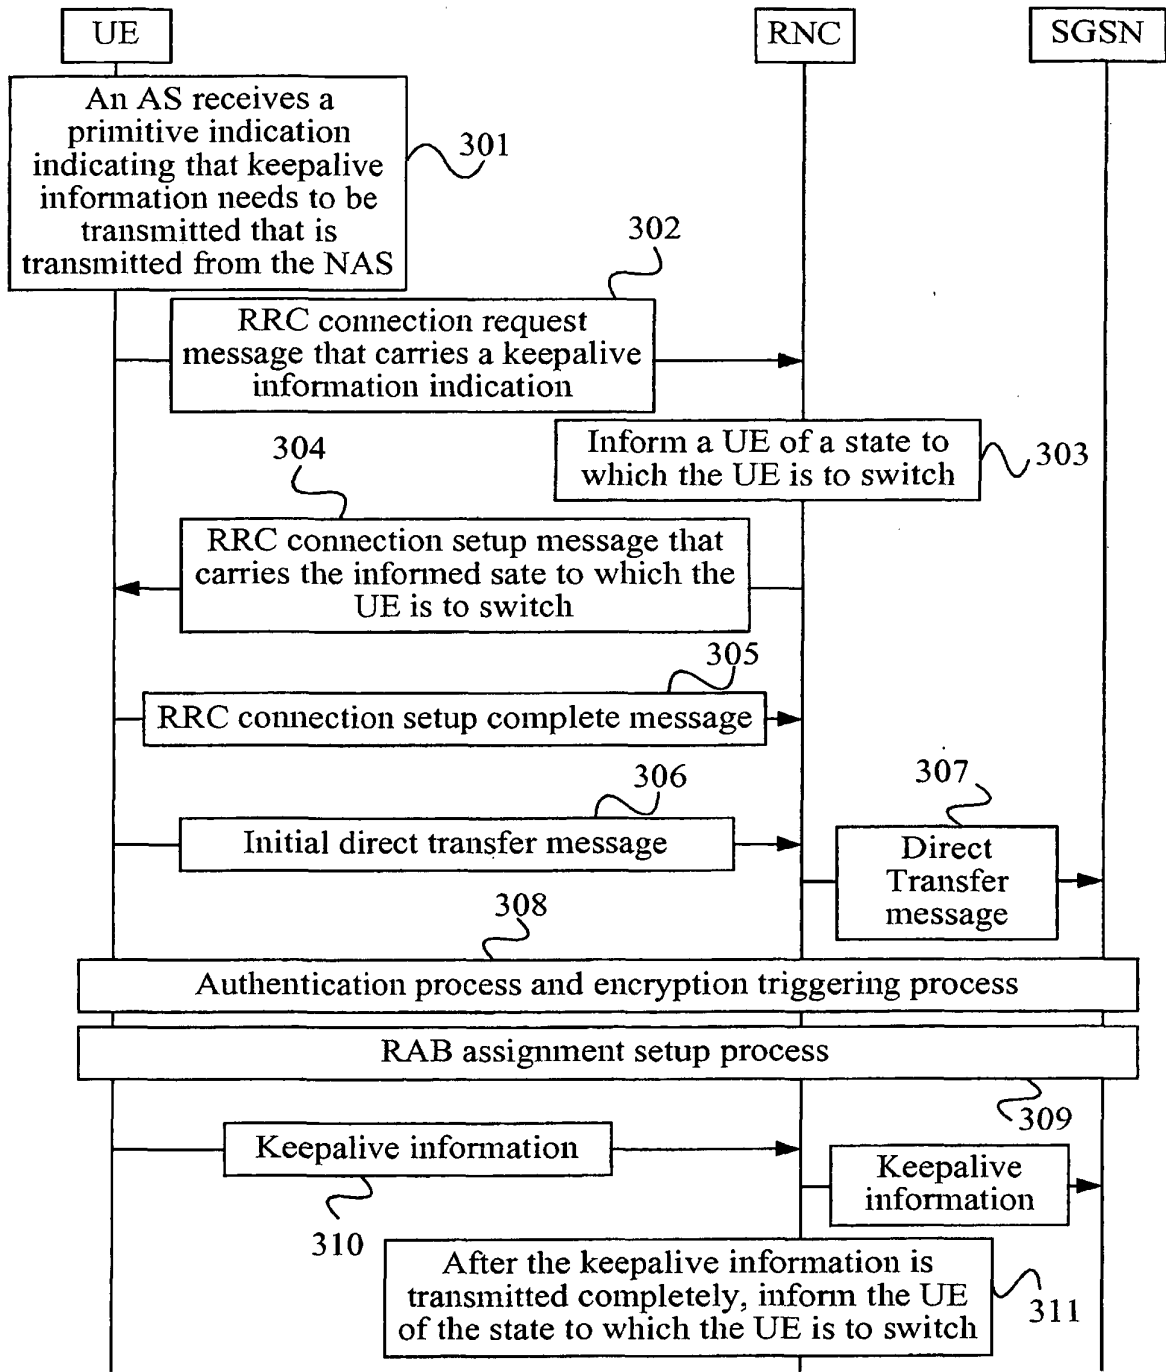 UE
RNC
SGSN
An AS receives a
primitive indication
indicating that keepalive
information needs to be
transmitted that is
transmitted from the NAS
301
302
RRC connection request
message that carries a keepalive
information indication
Inform a UE of a state to
which the UE is to switch
303
304
RRC connection setup message that
carries the informed sate to which the
UE is to switch
305
RRC connection setup complete message
306
Initial direct transfer message
307
Direct
Transfer
message
308
Authentication process and encryption triggering process
RAB assignment setup process
309
Keepalive information
310
Keepalive
information
After the keepalive information is
transmitted completely, inform the UE
of the state to which the UE is to switch
311